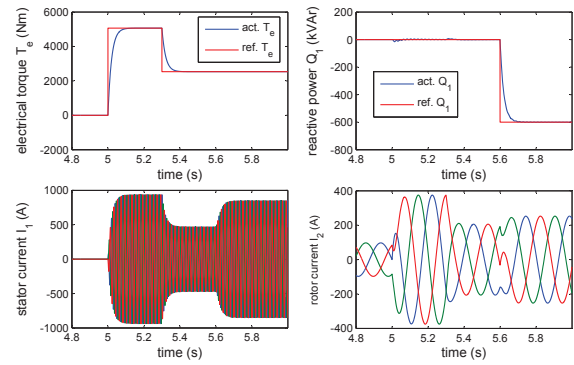 electrical torque T_e (Nm)
6000
4000
2000
0
4.8 5 5.2 5.4 5.6 5.8
time (s)
act. T_e
ref. T_e
reactive power Q_1 (kVAr)
200
0
-200
-400
-600
-800
4.8 5 5.2 5.4 5.6 5.8
time (s)
act. Q_1
ref. Q_1
stator current I_1 (A)
1000
500
0
-500
-1000
4.8 5 5.2 5.4 5.6 5.8
time (s)
rotor current I_2 (A)
400
200
0
-200
-400
4.8 5 5.2 5.4 5.6 5.8
time (s)